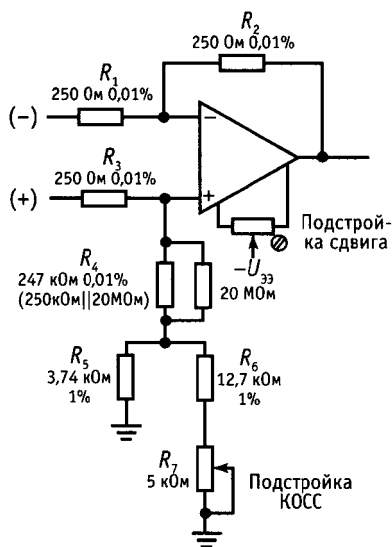 R2
250 Ом 0,01%
R1
250 Ом 0,01%
(−)
−
R3
(+)
250 Ом 0,01%
+
Подстрой-
ка сдвига
−UЭЭ
R4
247 кОм 0,01%
(250кОм||20МОм)
20 МОм
R5
3,74 кОм
1%
R6
12,7 кОм
1%
R7
5 кОм
Подстройка
КОСС